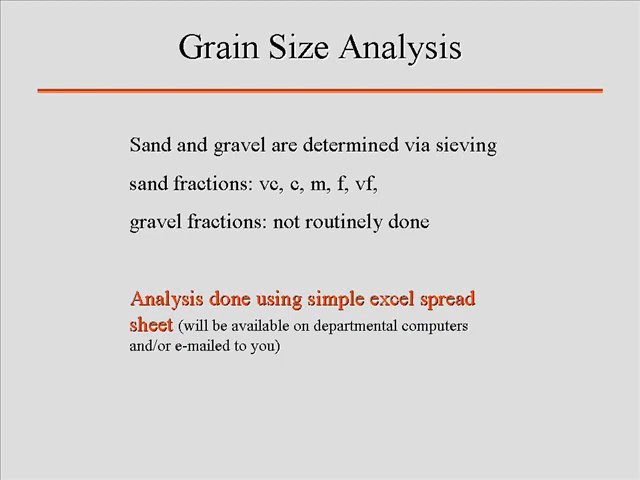 Grain Size Analysis
Sand and gravel are determined via sieving
sand fractions: vc, c, m, f, vf,
gravel fractions: not routinely done
Analysis done using simple excel spread
sheet (will be available on departmental computers
and/or e-mailed to you)